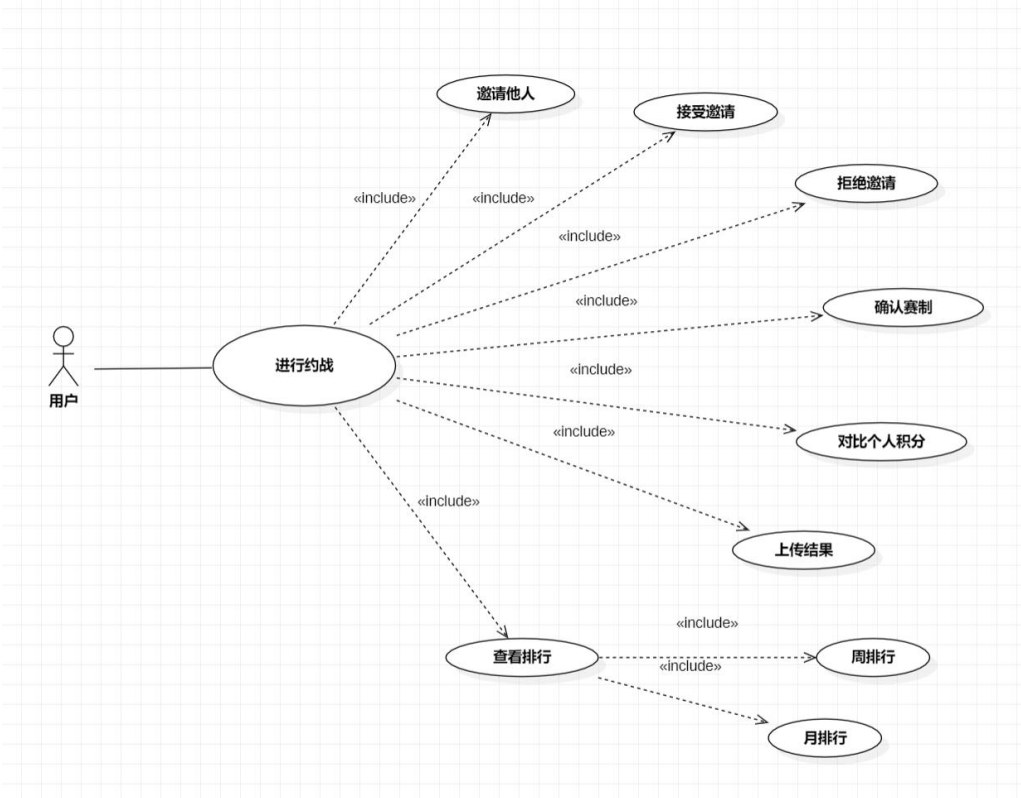 邀请他人
接受邀请
拒绝邀请
«include»
«include»
«include»
«include»
确认赛制
进行约战
用户
«include»
«include»
对比个人积分
«include»
上传结果
«include»
查看排行
周排行
«include»
月排行